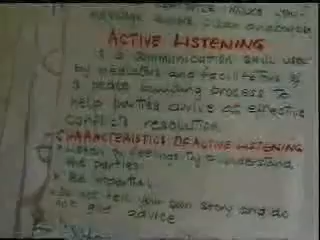 ACTIVE LISTENING
is a communication skill used
by mediators and facilitators of
a peace building process to
help parties arrive at effective
conflict resolution
CHARACTERISTICS OF ACTIVE LISTENING
Listen to feelings try to understand
the parties
Be impartial
Do not tell your own story and do
not give advice